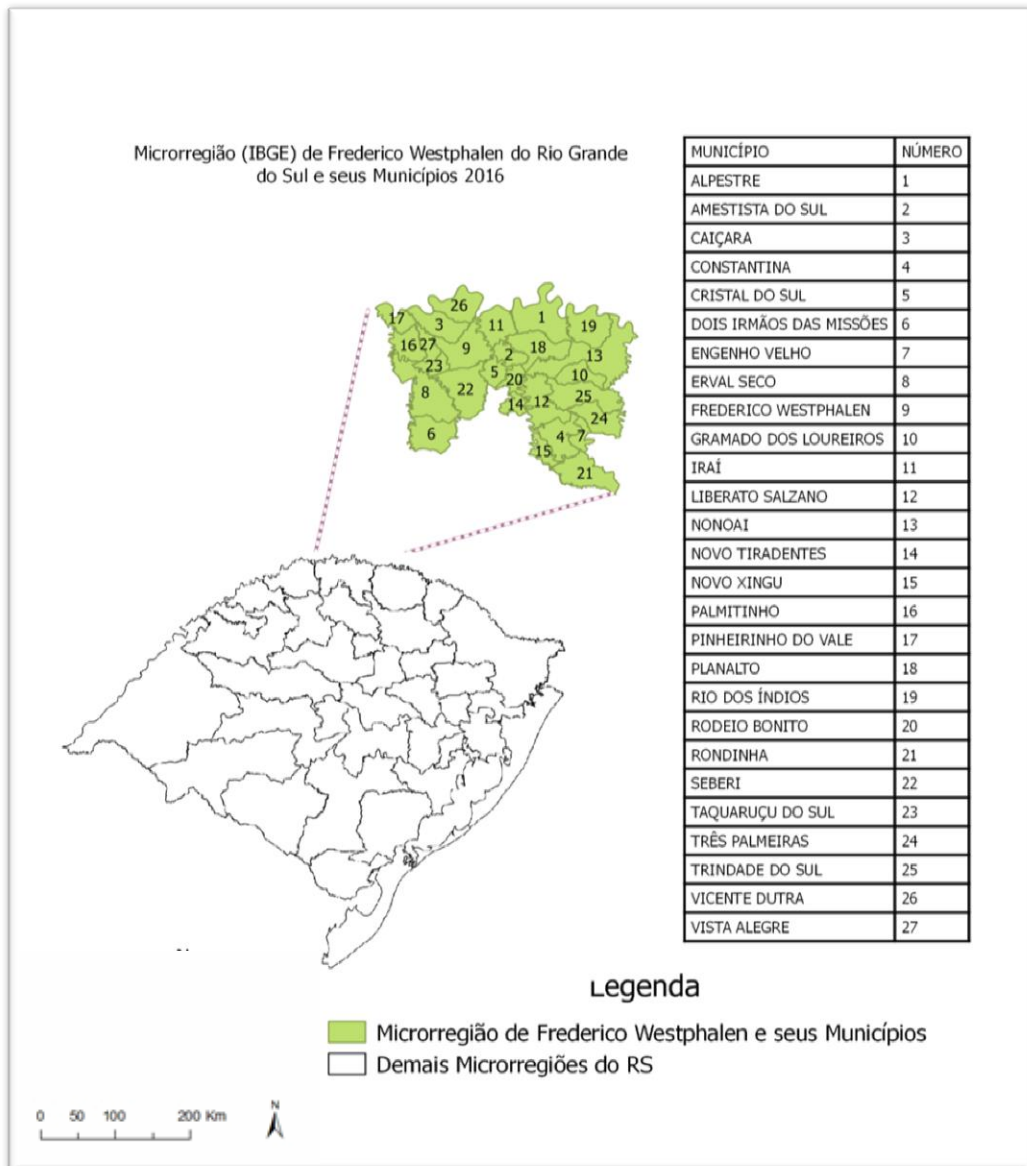 Microrregião (IBGE) de Frederico Westphalen do Rio Grande
do Sul e seus Municípios 2016
MUNICÍPIO NÚMERO
ALPESTRE 1
AMESTISTA DO SUL 2
CAIÇARA 3
CONSTANTINA 4
CRISTAL DO SUL 5
DOIS IRMÃOS DAS MISSÕES 6
ENGENHO VELHO 7
ERVAL SECO 8
FREDERICO WESTPHALEN 9
GRAMADO DOS LOUREIROS 10
IRAÍ 11
LIBERATO SALZANO 12
NONOAI 13
NOVO TIRADENTES 14
NOVO XINGU 15
PALMITINHO 16
PINHEIRINHO DO VALE 17
PLANALTO 18
RIO DOS ÍNDIOS 19
RODEIO BONITO 20
RONDINHA 21
SEBERI 22
TAQUARUÇU DO SUL 23
TRÊS PALMEIRAS 24
TRINDADE DO SUL 25
VICENTE DUTRA 26
VISTA ALEGRE 27
26
17 3 11 1 19
16 27 9 2 18 13
23 5 20 10
8 22 14 12 25
24
6 4 7
15
21
Legenda
Microrregião de Frederico Westphalen e seus Municípios
Demais Microrregiões do RS
0 50 100 200 Km
N